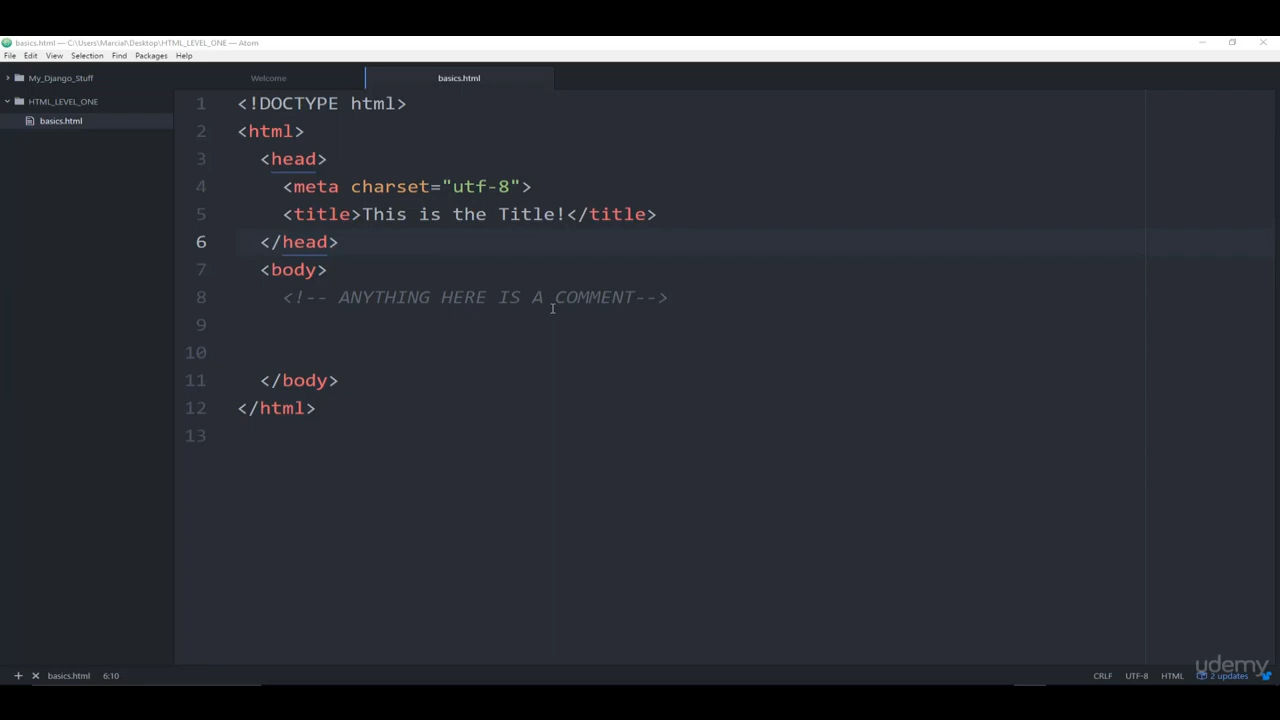 basics.html — C:\Users\Marcial\Desktop\HTML_LEVEL_ONE — Atom
File Edit View Selection Find Packages Help
My_Django_Stuff
HTML_LEVEL_ONE
basics.html
Welcome
basics.html
1 <!DOCTYPE html>
2 <html>
3 <head>
4 <meta charset="utf-8">
5 <title>This is the Title!</title>
6 </head>
7 <body>
8 <!-- ANYTHING HERE IS A COMMENT-->
9
10
11 </body>
12 </html>
13
basics.html 6:10
CRLF UTF-8 HTML 2 updates
udemy